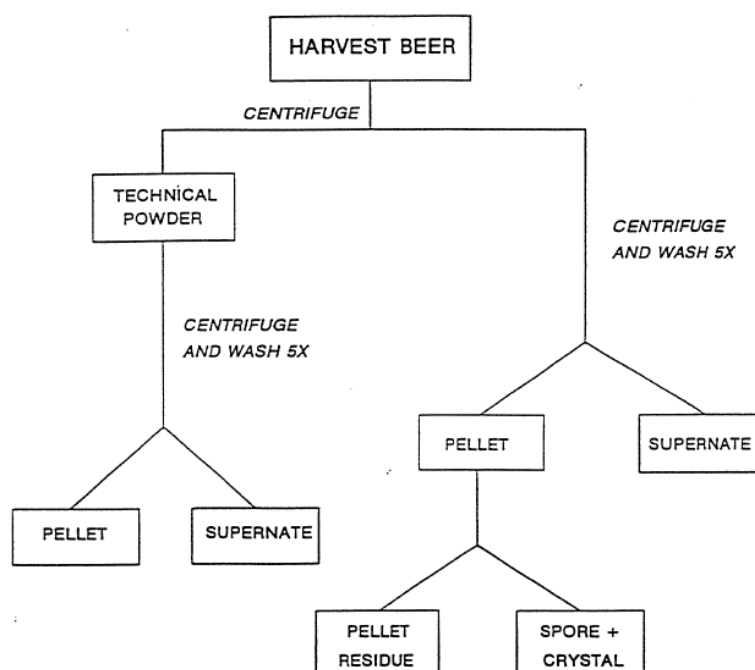 HARVEST BEER
CENTRIFUGE
TECHNICAL
POWDER
CENTRIFUGE
AND WASH 5X
CENTRIFUGE
AND WASH 5X
PELLET
SUPERNATE
PELLET
SUPERNATE
PELLET
RESIDUE
SPORE +
CRYSTAL